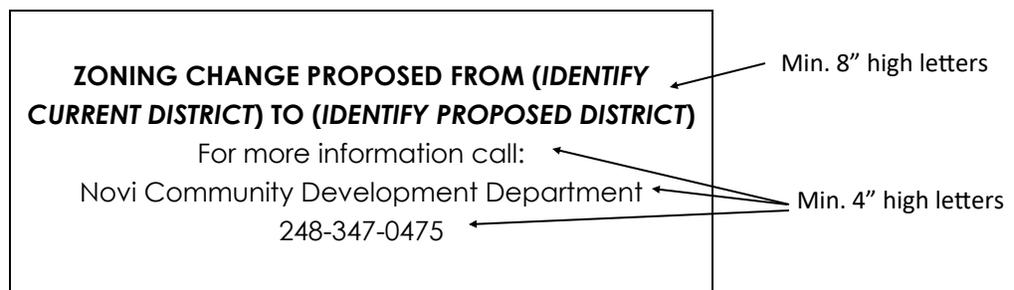 ZONING CHANGE PROPOSED FROM (IDENTIFY
CURRENT DISTRICT) TO (IDENTIFY PROPOSED DISTRICT)
For more information call:
Novi Community Development Department
248-347-0475
Min. 8” high letters
Min. 4” high letters